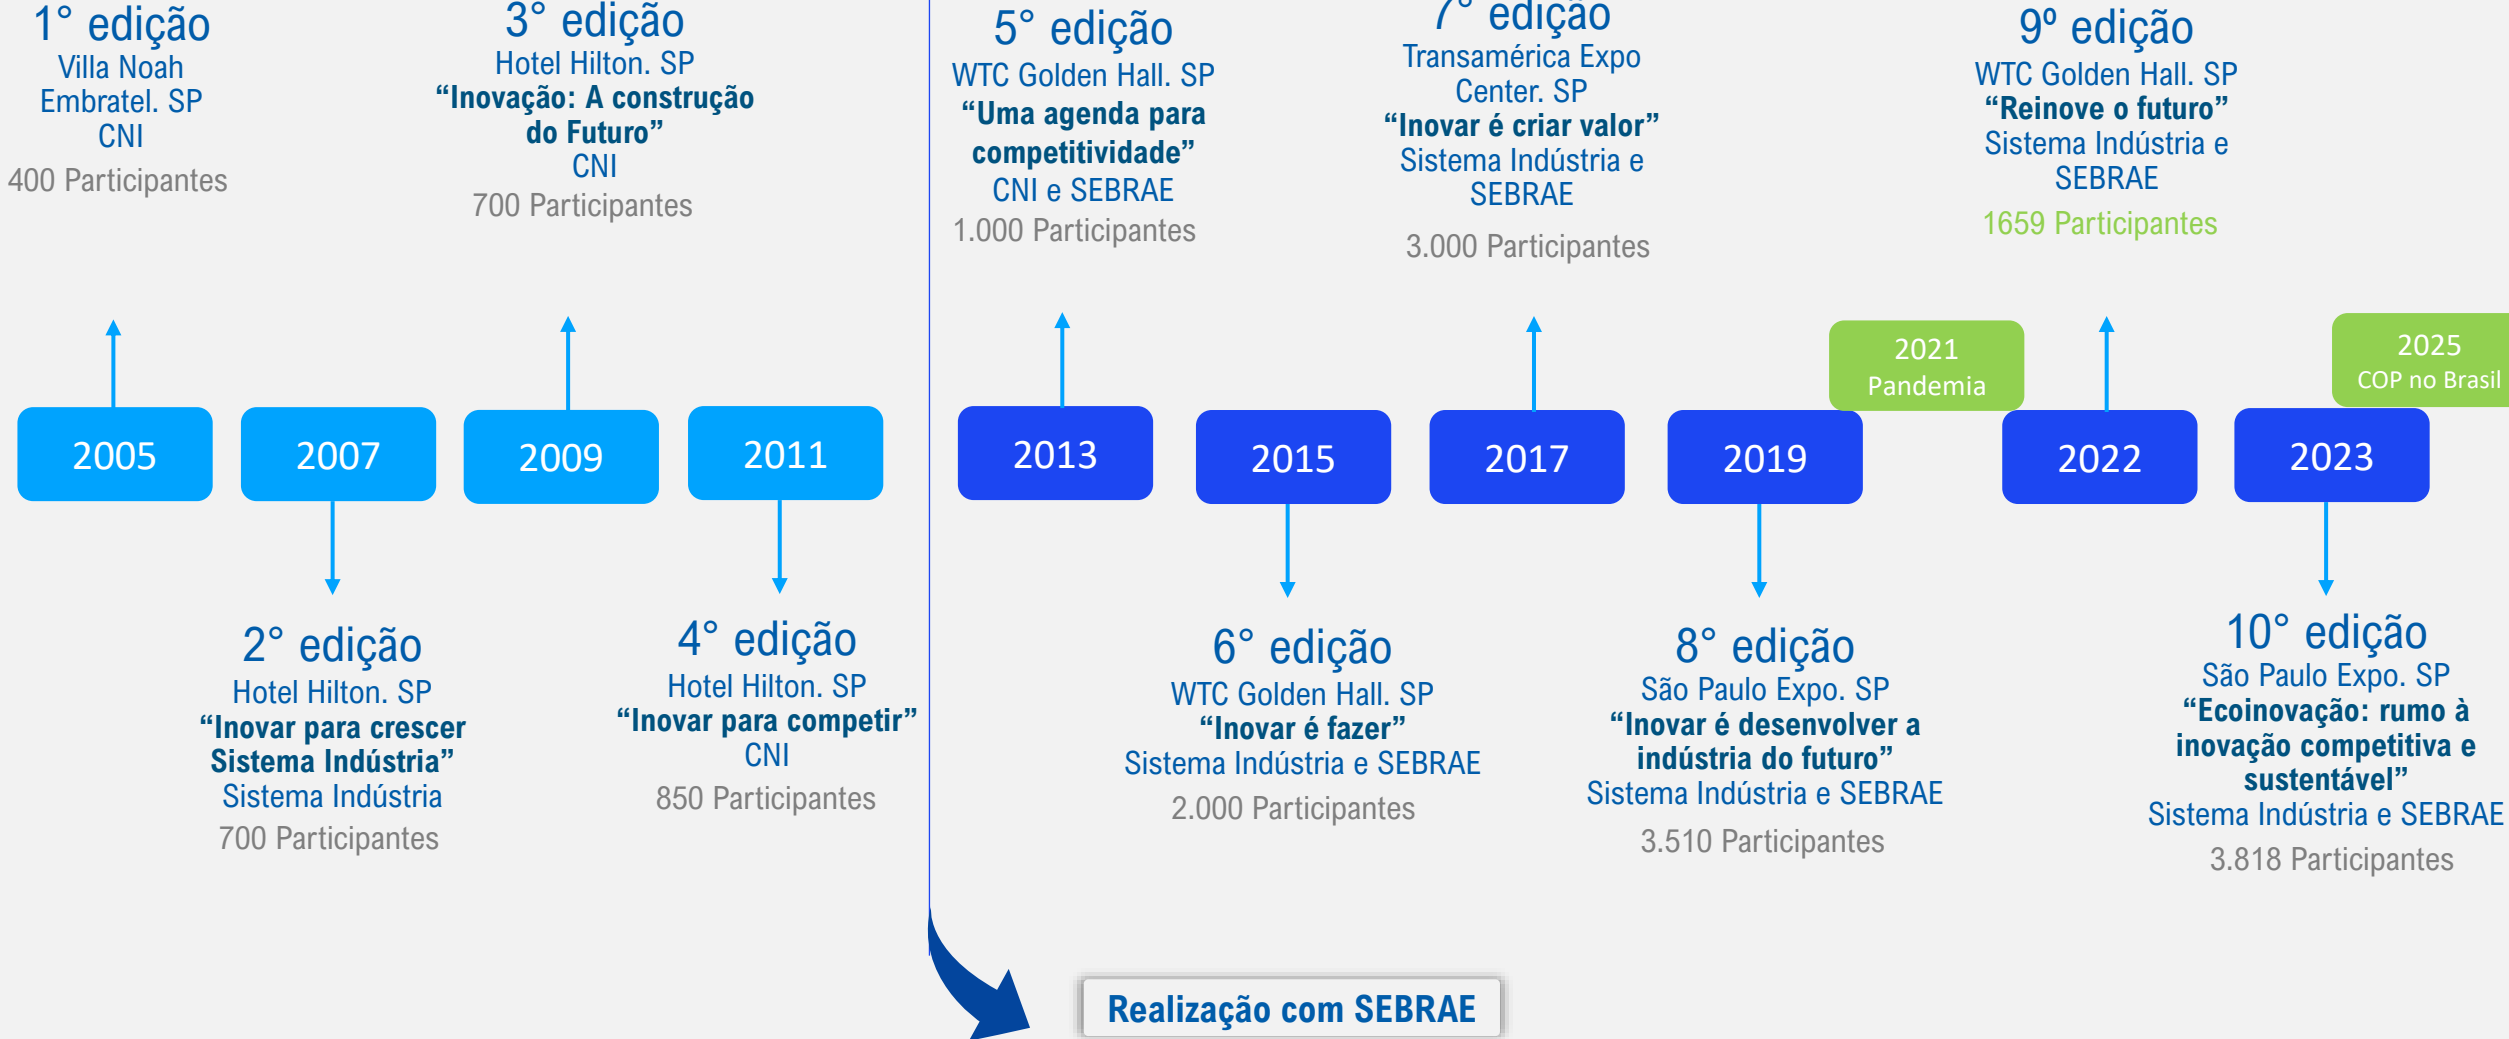 1° edição
Villa Noah
Embratel. SP
CNI
400 Participantes
3° edição
Hotel Hilton. SP
“Inovação: A construção
do Futuro”
CNI
700 Participantes
5° edição
WTC Golden Hall. SP
“Uma agenda para
competitividade”
CNI e SEBRAE
1.000 Participantes
7° edição
Transamérica Expo
Center. SP
“Inovar é criar valor”
Sistema Indústria e
SEBRAE
3.000 Participantes
9º edição
WTC Golden Hall. SP
“Reinove o futuro”
Sistema Indústria e
SEBRAE
1659 Participantes
2021
Pandemia
2025
COP no Brasil
2005
2007
2009
2011
2013
2015
2017
2019
2022
2023
2° edição
Hotel Hilton. SP
“Inovar para crescer
Sistema Indústria”
Sistema Indústria
700 Participantes
4° edição
Hotel Hilton. SP
“Inovar para competir”
CNI
850 Participantes
6° edição
WTC Golden Hall. SP
“Inovar é fazer”
Sistema Indústria e SEBRAE
2.000 Participantes
8° edição
São Paulo Expo. SP
“Inovar é desenvolver a
indústria do futuro”
Sistema Indústria e SEBRAE
3.510 Participantes
10° edição
São Paulo Expo. SP
“Ecoinovação: rumo à
inovação competitiva e
sustentável”
Sistema Indústria e SEBRAE
3.818 Participantes
Realização com SEBRAE